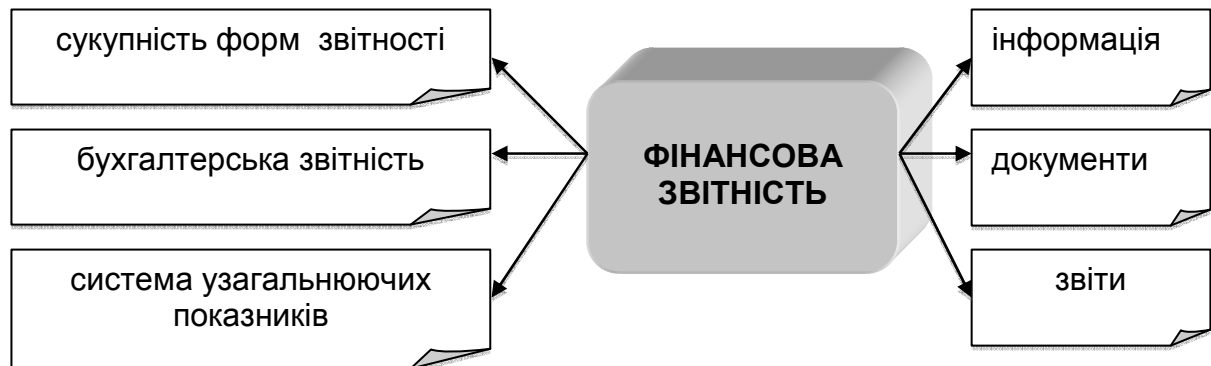 сукупність форм звітності
бухгалтерська звітність
система узагальнюючих
показників
ФІНАНСОВА
ЗВІТНІСТЬ
інформація
документи
звіти